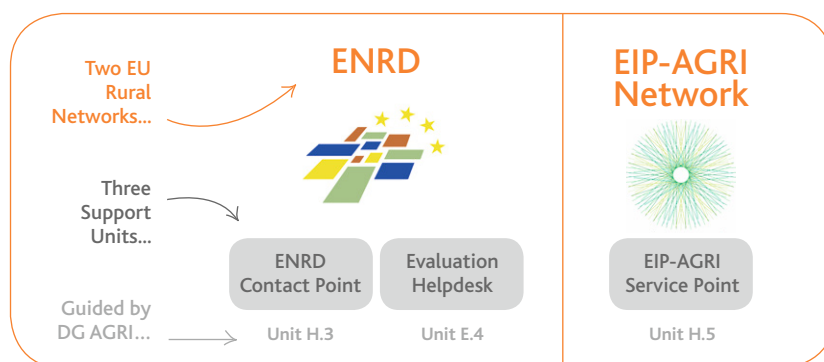 Two EU
Rural
Networks...
ENRD
EIP-AGRI
Network
Three
Support
Units...
ENRD
Contact Point
Evaluation
Helpdesk
EIP-AGRI
Service Point
Guided by
DG AGRI...
Unit H.3
Unit E.4
Unit H.5